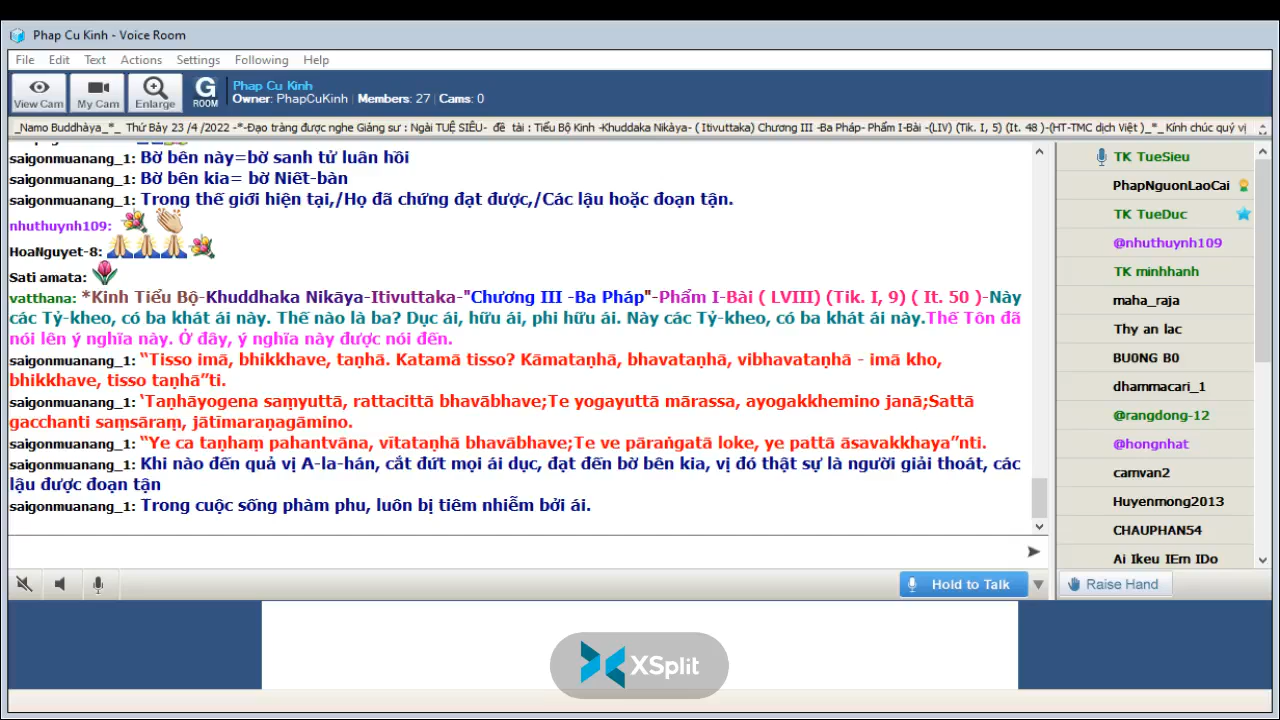 Phap Cu Kinh - Voice Room
File Edit Text Actions Settings Following Help
View Cam My Cam Enlarge G ROOM
Phap Cu Kinh
Owner: PhapCuKinh | Members: 27 | Cams: 0
_Namo Buddhàya_*_ Thứ Bảy 23 /4 /2022 -*-Đạo tràng được nghe Giảng sư : Ngài TUỆ SIÊU- đề tài : Tiểu Bộ Kinh -Khuddaka Nikàya- ( Itivuttaka) Chương III -Ba Pháp- Phẩm I-Bài -(LIV) (Tik. I, 5) (It. 48 )-(HT-TMC dịch Việt )_*_ Kính chúc quý vị
saigonmuanang_1: Bờ bên này=bờ sanh tử luân hồi
saigonmuanang_1: Bờ bên kia= bờ Niết-bàn
saigonmuanang_1: Trong thế giới hiện tại,/Họ đã chứng đạt được,/Các lậu hoặc đoạn tận.
nhuthuynh109:
HoaNguyet-8:
Sati amata:
vatthana: *Kinh Tiểu Bộ-Khuddhaka Nikāya-Itivuttaka-"Chương III -Ba Pháp"-Phẩm I-Bài ( LVIII) (Tik. I, 9) ( It. 50 )-Này
các Tỷ-kheo, có ba khát ái này. Thế nào là ba? Dục ái, hữu ái, phi hữu ái. Này các Tỷ-kheo, có ba khát ái này.Thế Tôn đã
nói lên ý nghĩa này. Ở đây, ý nghĩa này được nói đến.
saigonmuanang_1: “Tisso imā, bhikkhave, taṇhā. Katamā tisso? Kāmataṇhā, bhavataṇhā, vibhavataṇhā - imā kho,
bhikkhave, tisso taṇhā”ti.
saigonmuanang_1: ‘Taṇhāyogena saṃyuttā, rattacittā bhavābhave;Te yogayuttā mārassa, ayogakkhemino janā;Sattā
gacchanti saṃsāraṃ, jātīmaraṇagāmino.
saigonmuanang_1: “Ye ca taṇhaṃ pahantvāna, vītataṇhā bhavābhave;Te ve pāraṅgatā loke, ye pattā āsavakkhaya”nti.
saigonmuanang_1: Khi nào đến quả vị A-la-hán, cắt đứt mọi ái dục, đạt đến bờ bên kia, vị đó thật sự là người giải thoát, các
lậu được đoạn tận
saigonmuanang_1: Trong cuộc sống phàm phu, luôn bị tiêm nhiễm bởi ái.
TK TueSieu
PhapNguonLaoCai
TK TueDuc
@nhuthuynh109
TK minhhanh
maha_raja
Thy an lac
BU0NG B0
dhammacari_1
@rangdong-12
@hongnhat
camvan2
Huyenmong2013
CHAUPHAN54
Ai Ikeu IEm IDo
Hold to Talk
Raise Hand
XSplit